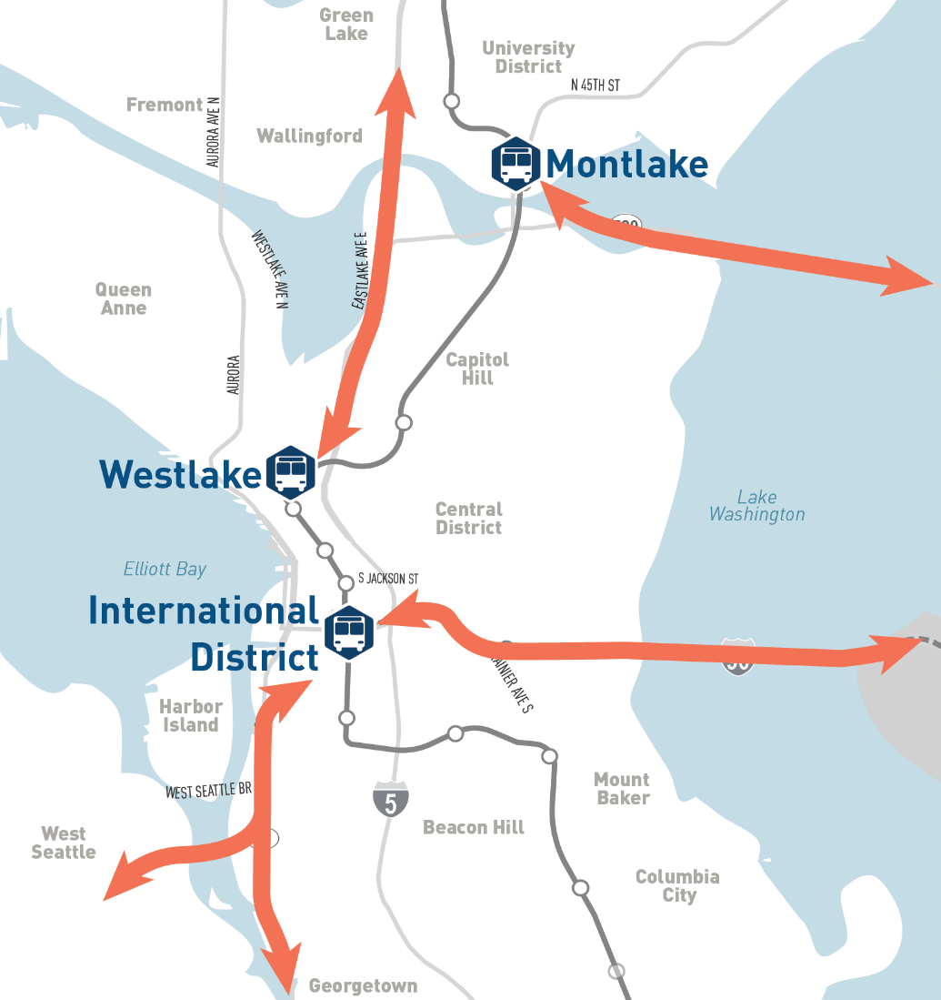 Green
Lake
University
District
N 45TH ST
Fremont
AURORA AVE N
Wallingford
Montlake
WESTLAKE AVE N
EASTLAKE AVE E
Queen
Anne
AURORA
Capitol
Hill
Westlake
Lake
Washington
Central
District
Elliott Bay
S JACKSON ST
International
District
Harbor
Island
WEST SEATTLE BR
5
Mount
Baker
Beacon Hill
West
Seattle
Columbia
City
Georgetown